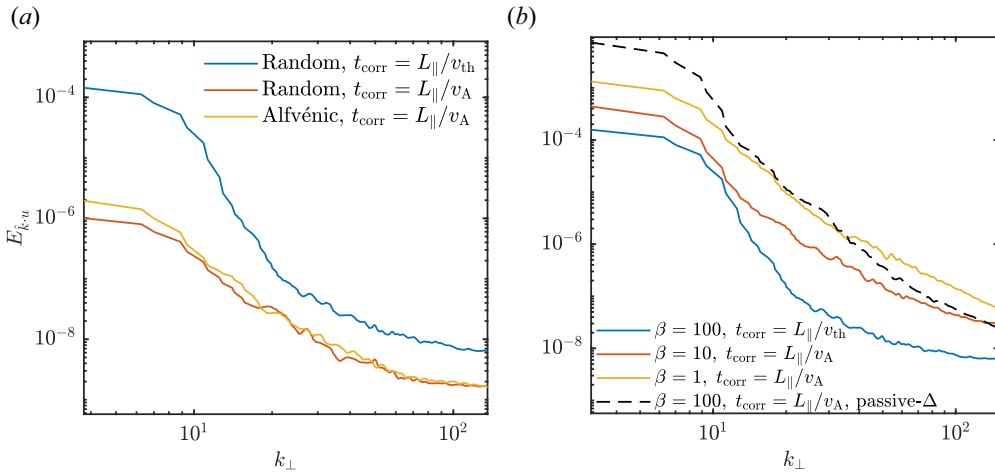 (a)
(b)
Random, t_corr = L_∥/v_th
Random, t_corr = L_∥/v_A
Alfvénic, t_corr = L_∥/v_A
10^-4
10^-6
10^-8
E_k̂·u
10^1
10^2
k_⊥
10^-4
10^-6
10^-8
β = 100, t_corr = L_∥/v_th
β = 10, t_corr = L_∥/v_A
β = 1, t_corr = L_∥/v_A
β = 100, t_corr = L_∥/v_A, passive-Δ
10^1
10^2
k_⊥